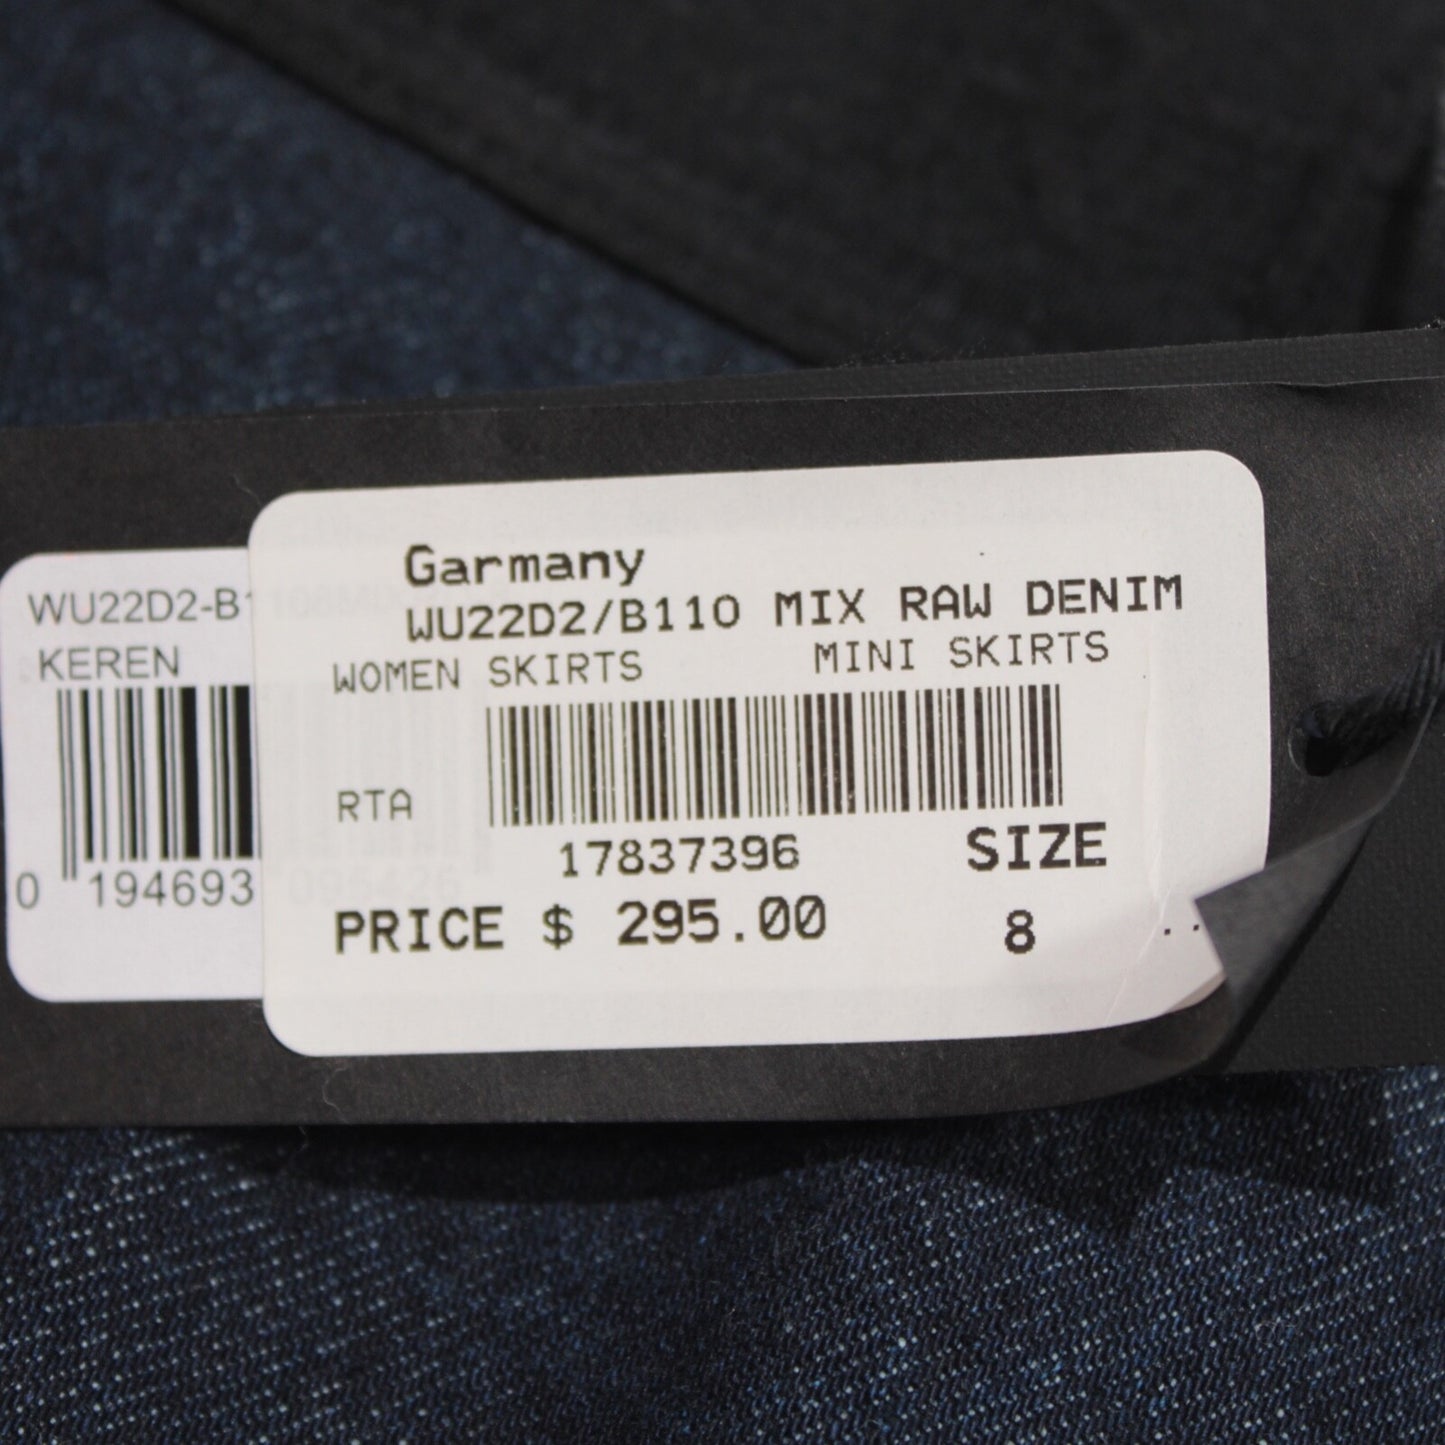 Garmany
WU22D2/B110 MIX RAW DENIM
WOMEN SKIRTS MINI SKIRTS
RTA
17837396 SIZE
PRICE $ 295.00 8
WU22D2-B1
KEREN
0 194693